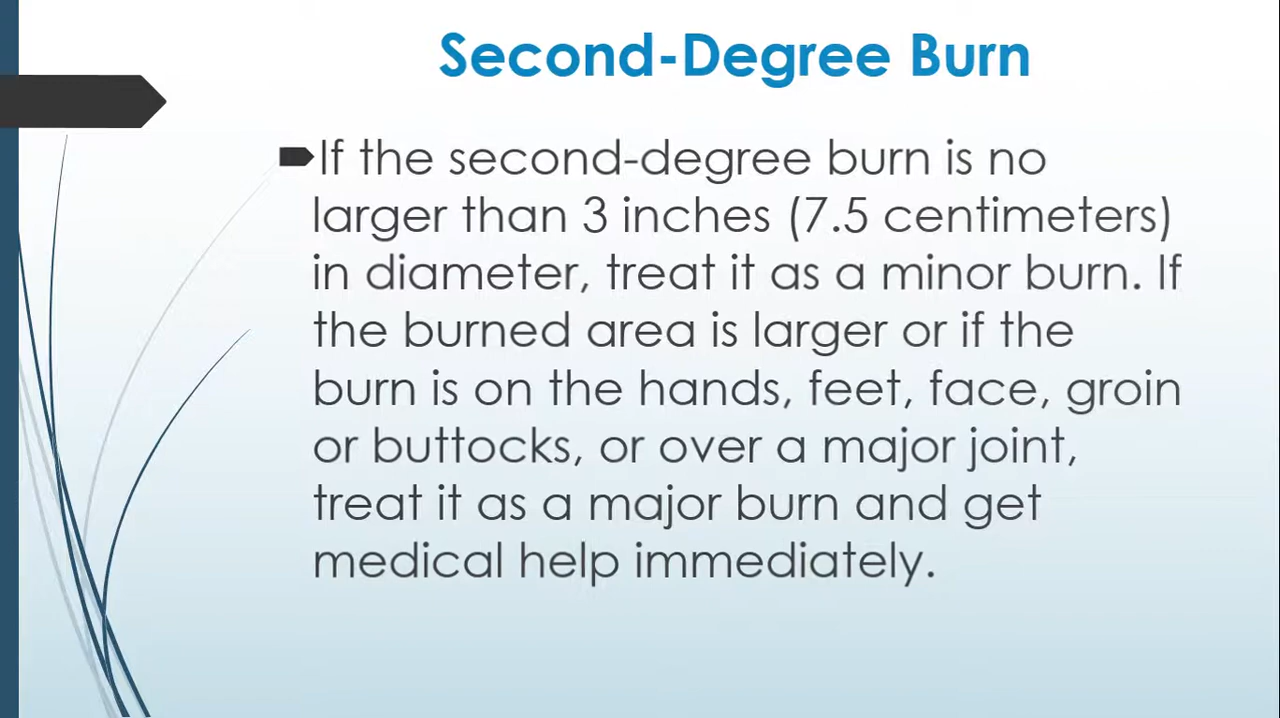 Second-Degree Burn
If the second-degree burn is no
larger than 3 inches (7.5 centimeters)
in diameter, treat it as a minor burn. If
the burned area is larger or if the
burn is on the hands, feet, face, groin
or buttocks, or over a major joint,
treat it as a major burn and get
medical help immediately.